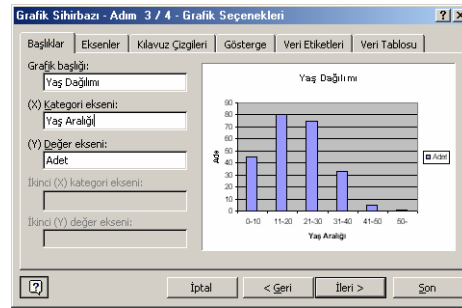 Grafik Sihirbazı - Adım 3 / 4 - Grafik Seçenekleri
Başlıklar Eksenler Kılavuz Çizgileri Gösterge Veri Etiketleri Veri Tablosu
Grafik başlığı:
Yaş Dağılımı
(X) Kategori ekseni:
Yaş Aralığı
(Y) Değer ekseni:
Adet
İkinci (X) kategori ekseni:
İkinci (Y) değer ekseni:
Yaş Dağılımı
90
80
70
60
50
40
30
20
10
0
Ade
0-10 11-20 21-30 31-40 41-50 50-
Yaş Aralığı
Adet
İptal < Geri İleri > Son